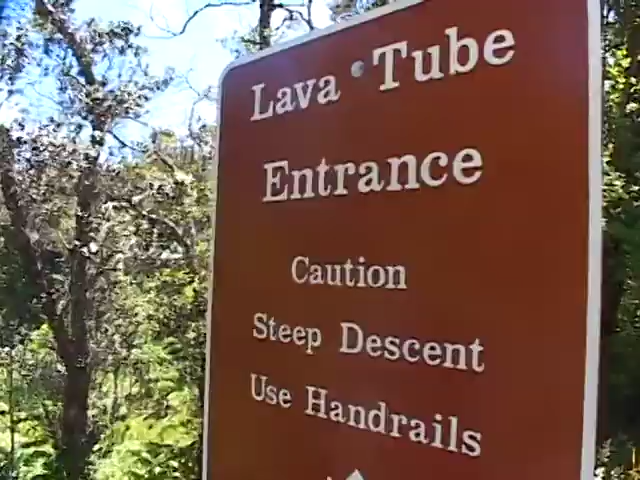 Lava Tube
Entrance
Caution
Steep Descent
Use Handrails